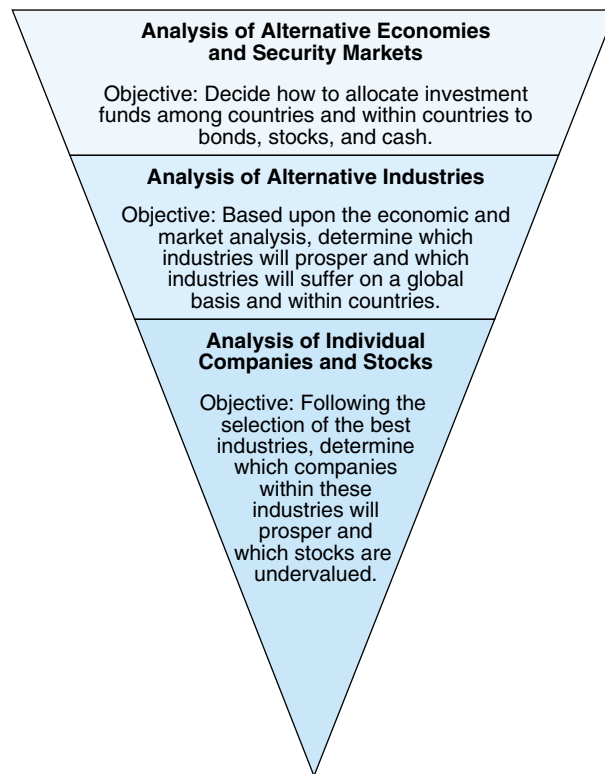 Analysis of Alternative Economies
and Security Markets
Objective: Decide how to allocate investment
funds among countries and within countries to
bonds, stocks, and cash.
Analysis of Alternative Industries
Objective: Based upon the economic and
market analysis, determine which
industries will prosper and which
industries will suffer on a global
basis and within countries.
Analysis of Individual
Companies and Stocks
Objective: Following the
selection of the best
industries, determine
which companies
within these
industries will
prosper and
which stocks are
undervalued.